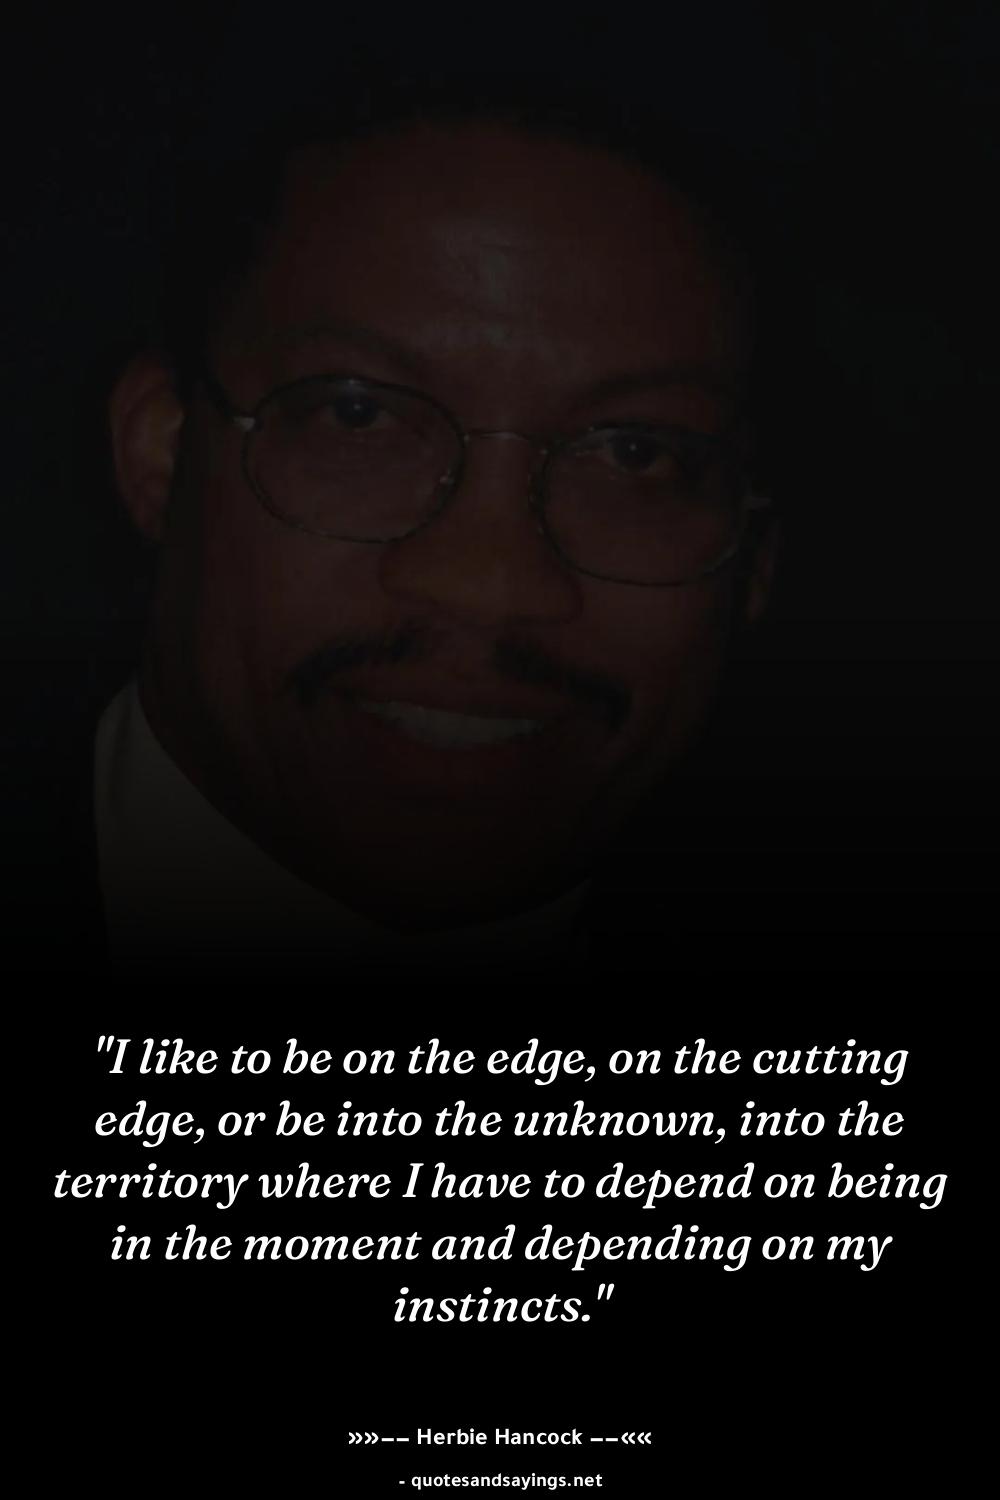 "I like to be on the edge, on the cutting
edge, or be into the unknown, into the
territory where I have to depend on being
in the moment and depending on my
instincts."
»»–– Herbie Hancock ––««
- quotesandsayings.net